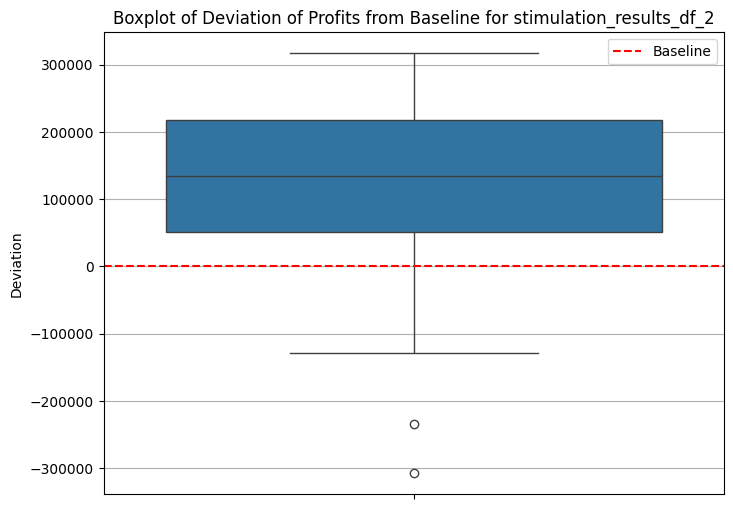 Boxplot of Deviation of Profits from Baseline for stimulation_results_df_2
Baseline
300000
200000
100000
0
−100000
−200000
−300000
Deviation